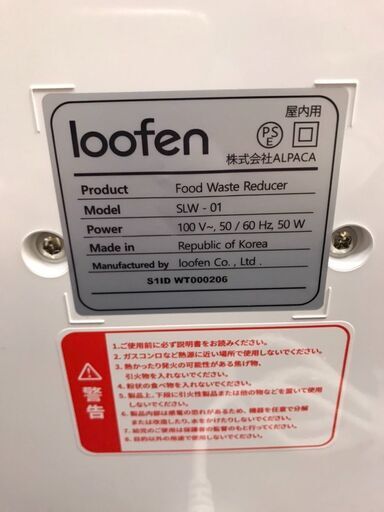 loofen
屋内用
PSE
株式会社ALPACA
Product Food Waste Reducer
Model SLW - 01
Power 100 V~, 50 / 60 Hz, 50 W
Made in Republic of Korea
Manufactured by loofen Co., Ltd .
S1IID WT000206
警告
1.ご使用前に必ず説明書をお読みください。
2. ガスコンロなど熱源に近い場所で使用しないでください。
3. 熱かったり発火の可能性がある焦げ物、
引火物を入れないでください。
4. 粉状の食べ物を入れないでください。
5. 製品上、下段に引火性製品または他の物などを置いて使用
しないでください。
6. 製品内部は感電の恐れがあるため、機器を任意で分解
または改造したり、水をかけたりしないでください。
7. 幼児のご使用は保護者の監督のもと行ってください。
8. 目的以外の用途で使用しないでください。